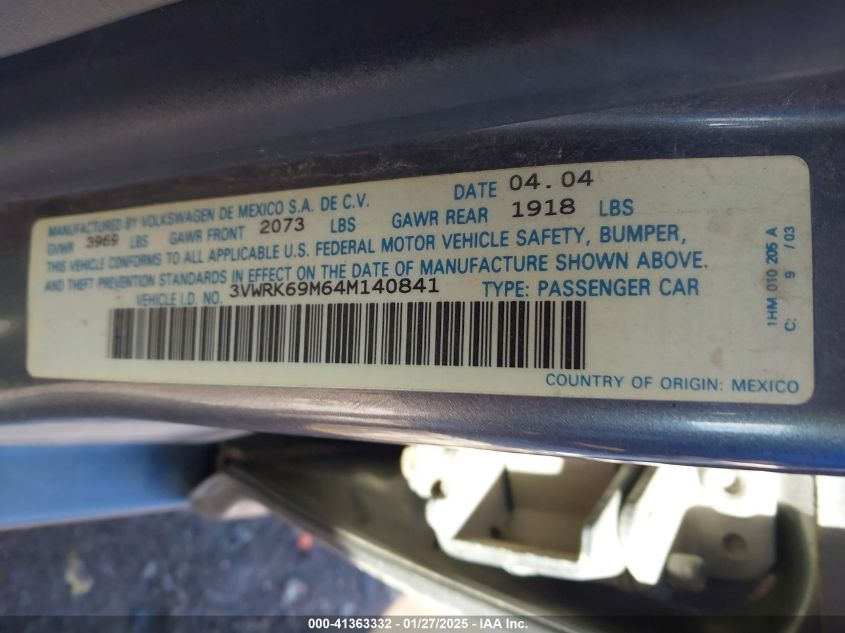 MANUFACTURED BY VOLKSWAGEN DE MEXICO S.A. DE C.V. DATE 04.04
GVWR 3969 LBS GAWR FRONT 2073 LBS GAWR REAR 1918 LBS
THIS VEHICLE CONFORMS TO ALL APPLICABLE U.S. FEDERAL MOTOR VEHICLE SAFETY, BUMPER,
AND THEFT PREVENTION STANDARDS IN EFFECT ON THE DATE OF MANUFACTURE SHOWN ABOVE.
VEHICLE I.D. NO. 3VWRK69M64M140841 TYPE: PASSENGER CAR
COUNTRY OF ORIGIN: MEXICO
1HM 010 205 A
C: 9 / 03
000-41363332 - 01/27/2025 - IAA Inc.